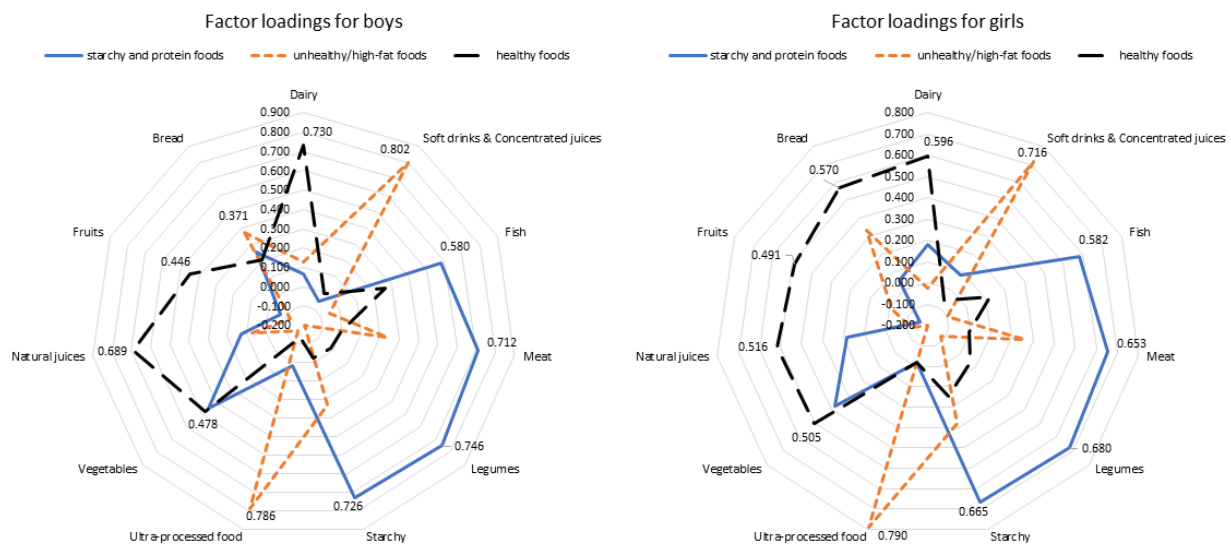 Factor loadings for boys
starchy and protein foods unhealthy/high-fat foods healthy foods
Dairy
0.900
0.800
0.700
0.600
0.500
0.400
0.300
0.200
0.100
0.000
-0.100
-0.200
Soft drinks & Concentrated juices
Fish
Meat
Legumes
Starchy
Ultra-processed food
Vegetables
Natural juices
Fruits
Bread
0.730
0.802
0.580
0.712
0.746
0.726
0.786
0.478
0.689
0.446
0.371
Factor loadings for girls
starchy and protein foods unhealthy/high-fat foods healthy foods
Dairy
0.800
0.700
0.600
0.500
0.400
0.300
0.200
0.100
0.000
-0.100
-0.200
Soft drinks & Concentrated juices
Fish
Meat
Legumes
Starchy
Ultra-processed food
Vegetables
Natural juices
Fruits
Bread
0.596
0.716
0.582
0.653
0.680
0.665
0.790
0.505
0.516
0.491
0.570